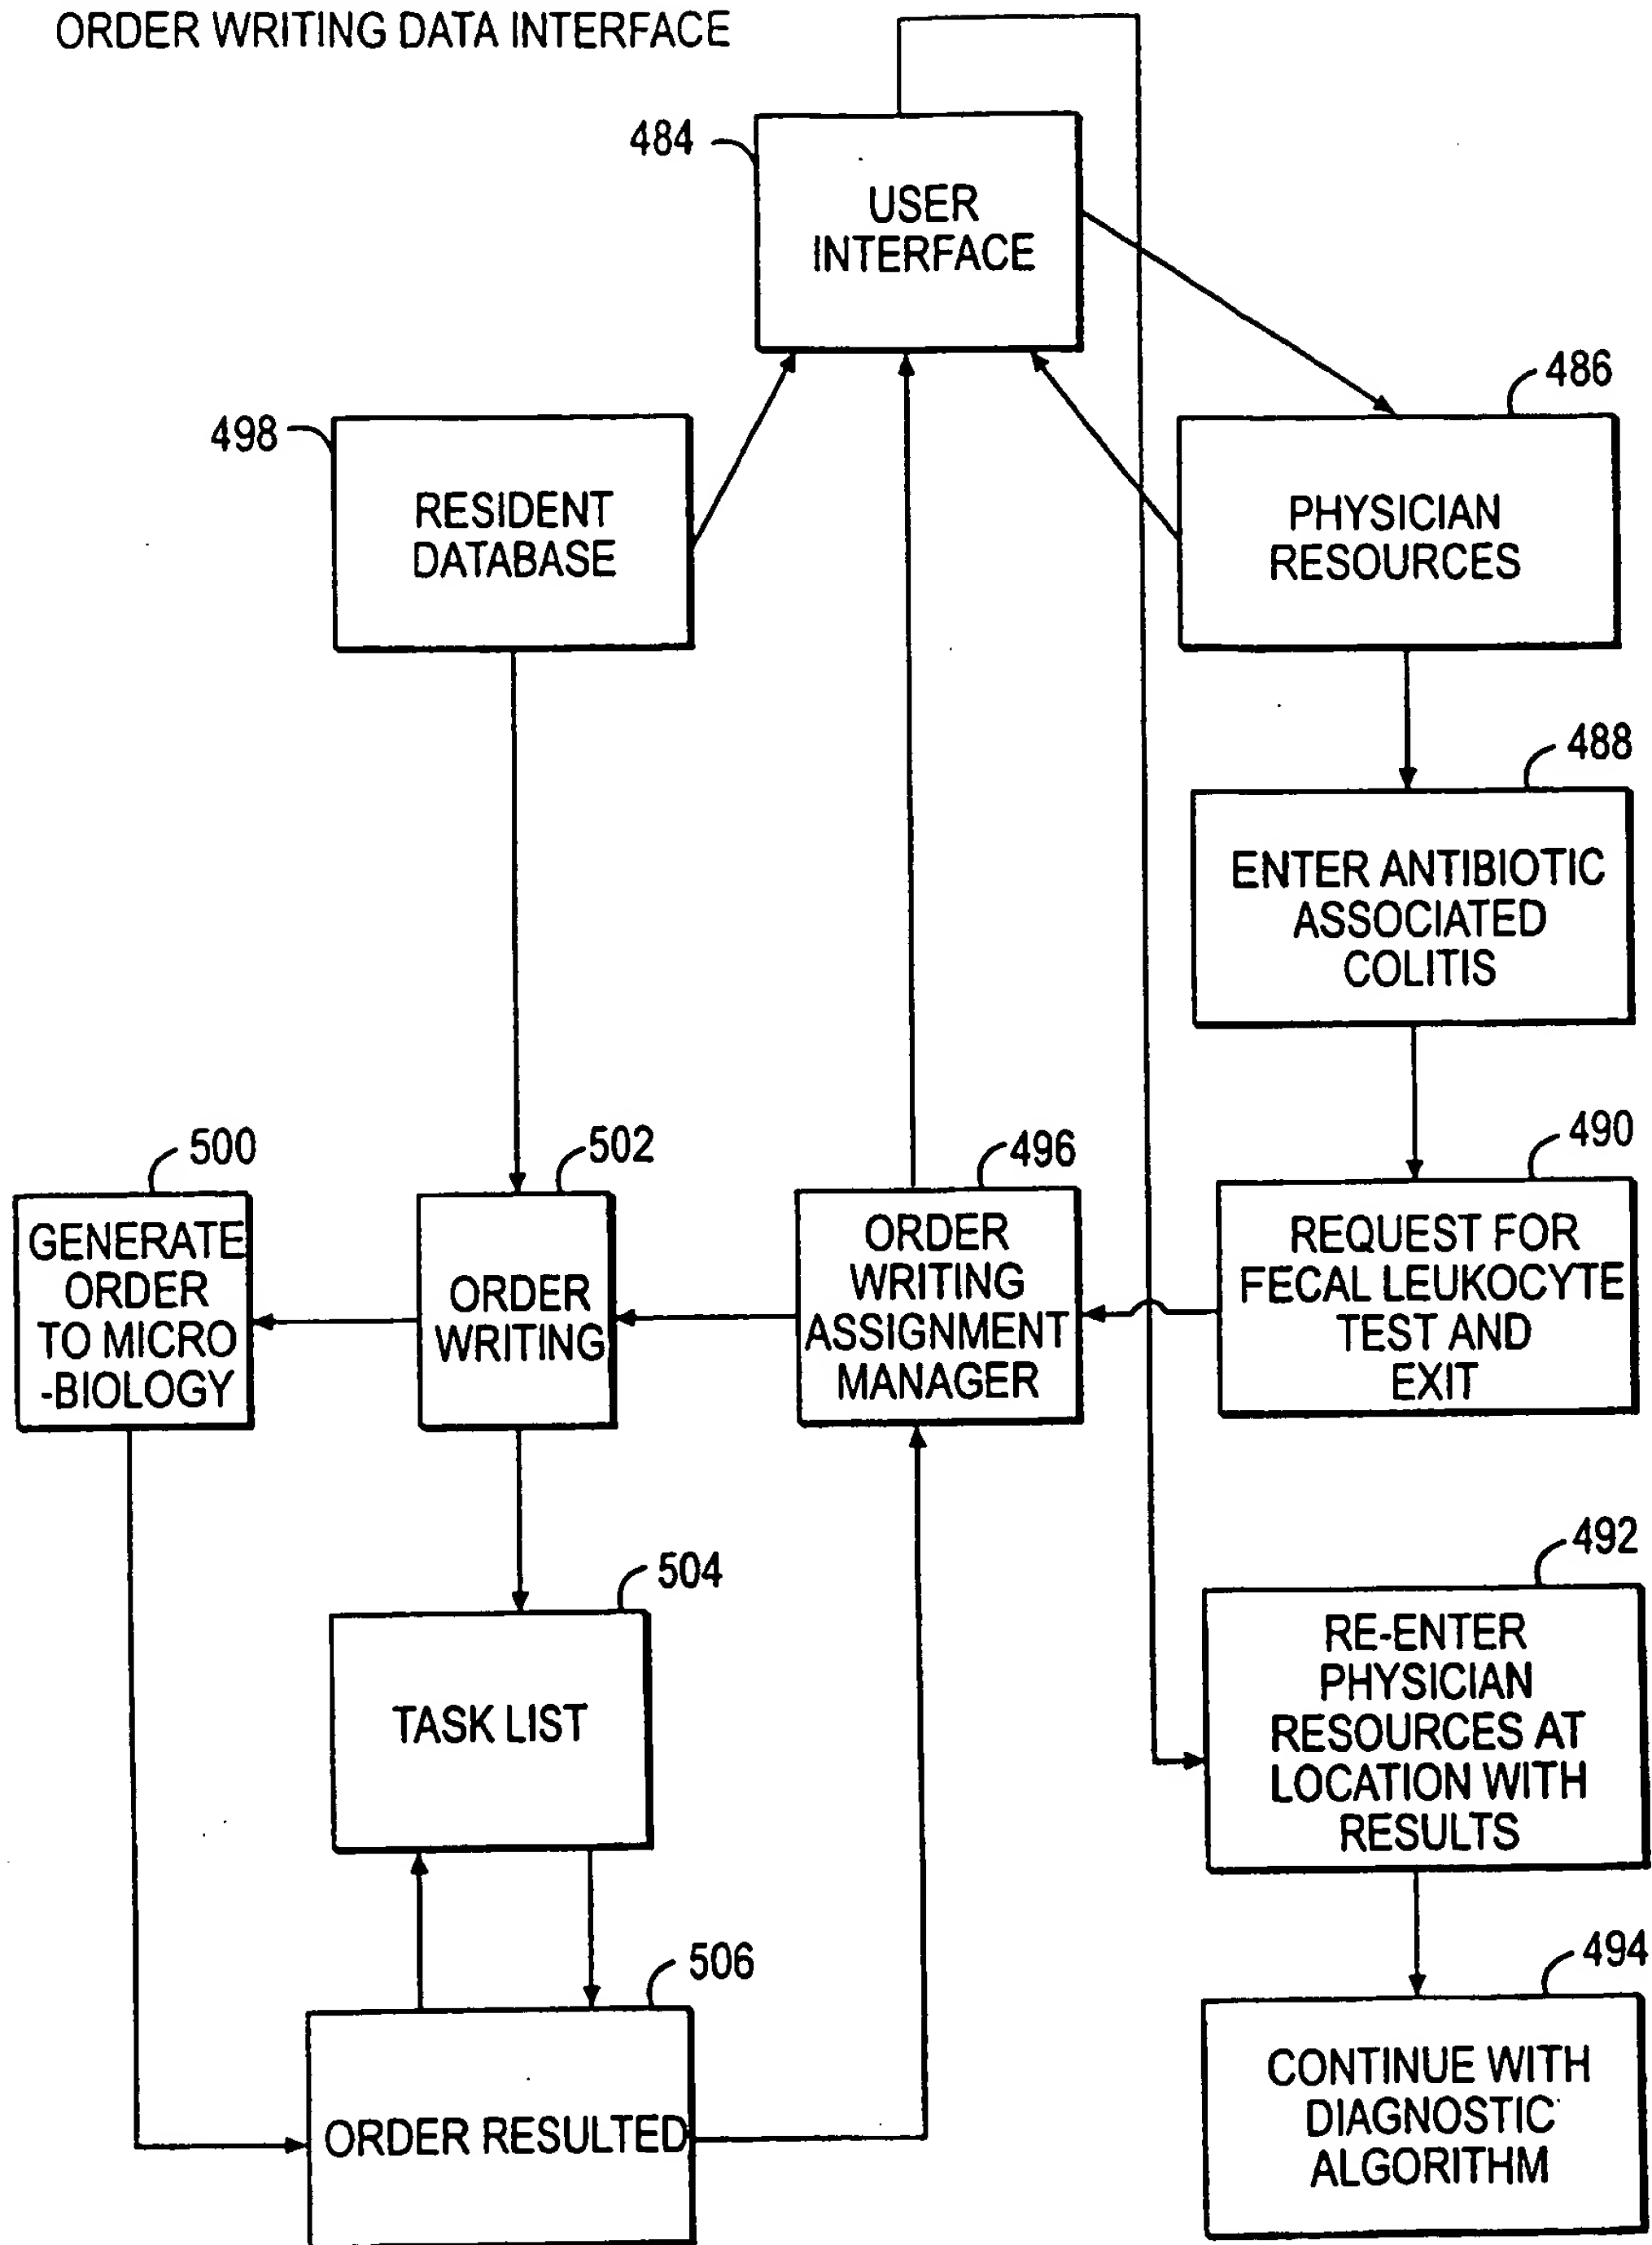 ORDER WRITING DATA INTERFACE
484
USER
INTERFACE
486
498
RESIDENT
DATABASE
PHYSICIAN
RESOURCES
488
ENTER ANTIBIOTIC
ASSOCIATED
COLITIS
500
502
496
490
GENERATE
ORDER
TO MICRO
-BIOLOGY
ORDER
WRITING
ORDER
WRITING
ASSIGNMENT
MANAGER
REQUEST FOR
FECAL LEUKOCYTE
TEST AND
EXIT
492
504
TASK LIST
RE-ENTER
PHYSICIAN
RESOURCES AT
LOCATION WITH
RESULTS
506
494
ORDER RESULTED
CONTINUE WITH
DIAGNOSTIC
ALGORITHM